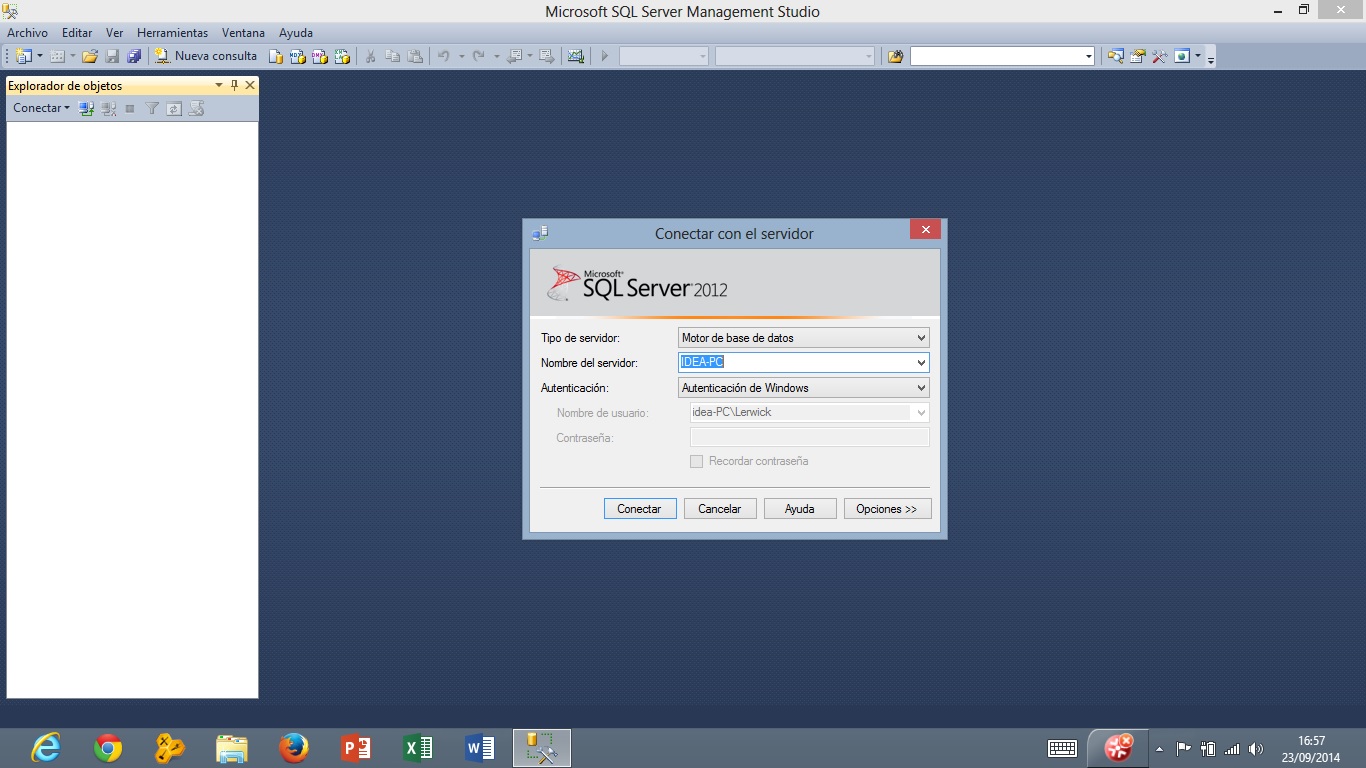 Microsoft SQL Server Management Studio
Archivo Editar Ver Herramientas Ventana Ayuda
Nueva consulta
Explorador de objetos
Conectar
Conectar con el servidor
Microsoft®
SQL Server 2012
Tipo de servidor: Motor de base de datos
Nombre del servidor: IDEA-PC
Autenticación: Autenticación de Windows
Nombre de usuario: idea-PC\Lerwick
Contraseña:
Recordar contraseña
Conectar Cancelar Ayuda Opciones >>
16:57
23/09/2014